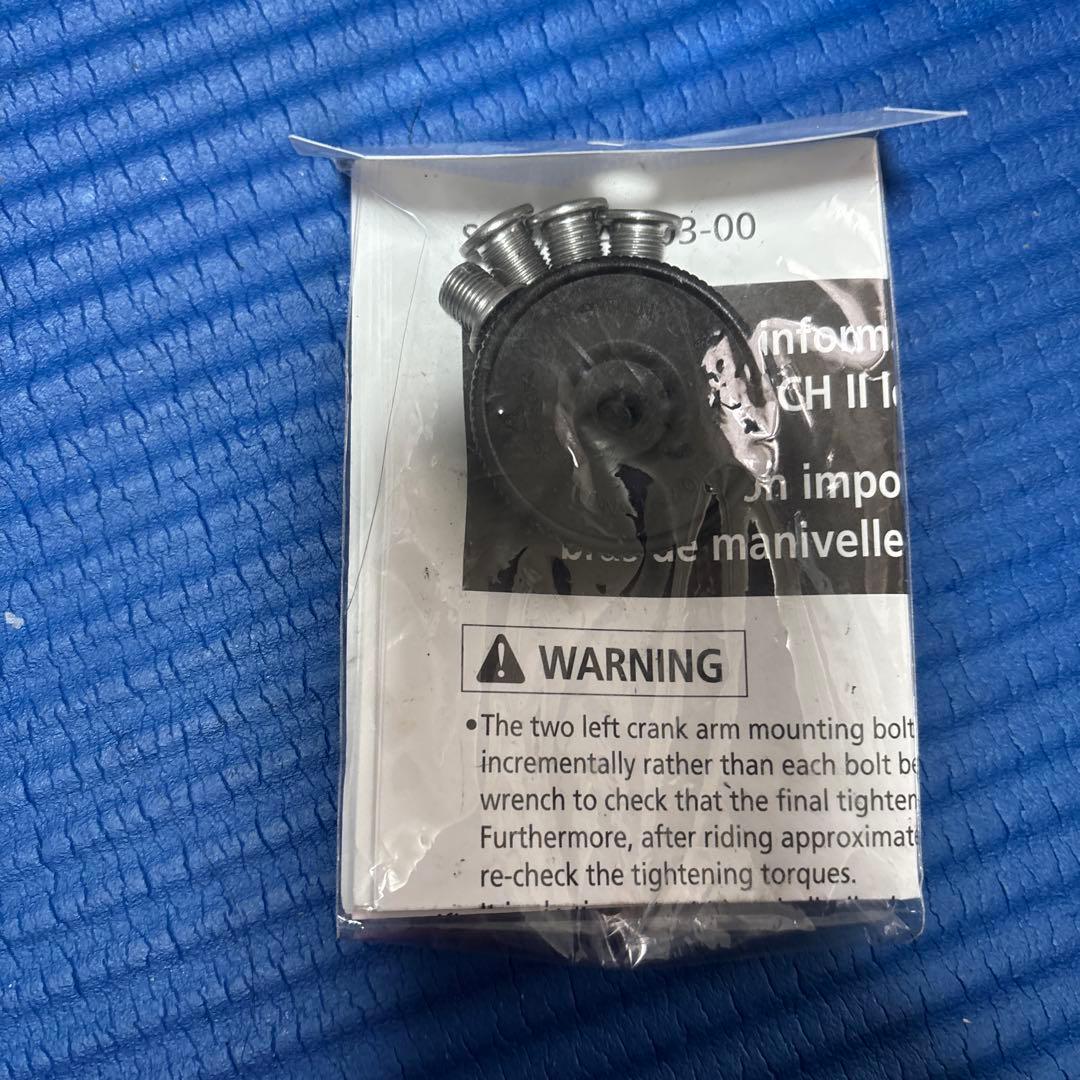 3-00
inform
CH II l
n impo
de manivelle
WARNING
•The two left crank arm mounting bolt
incrementally rather than each bolt be
wrench to check that the final tighten
Furthermore, after riding approximate
re-check the tightening torques.